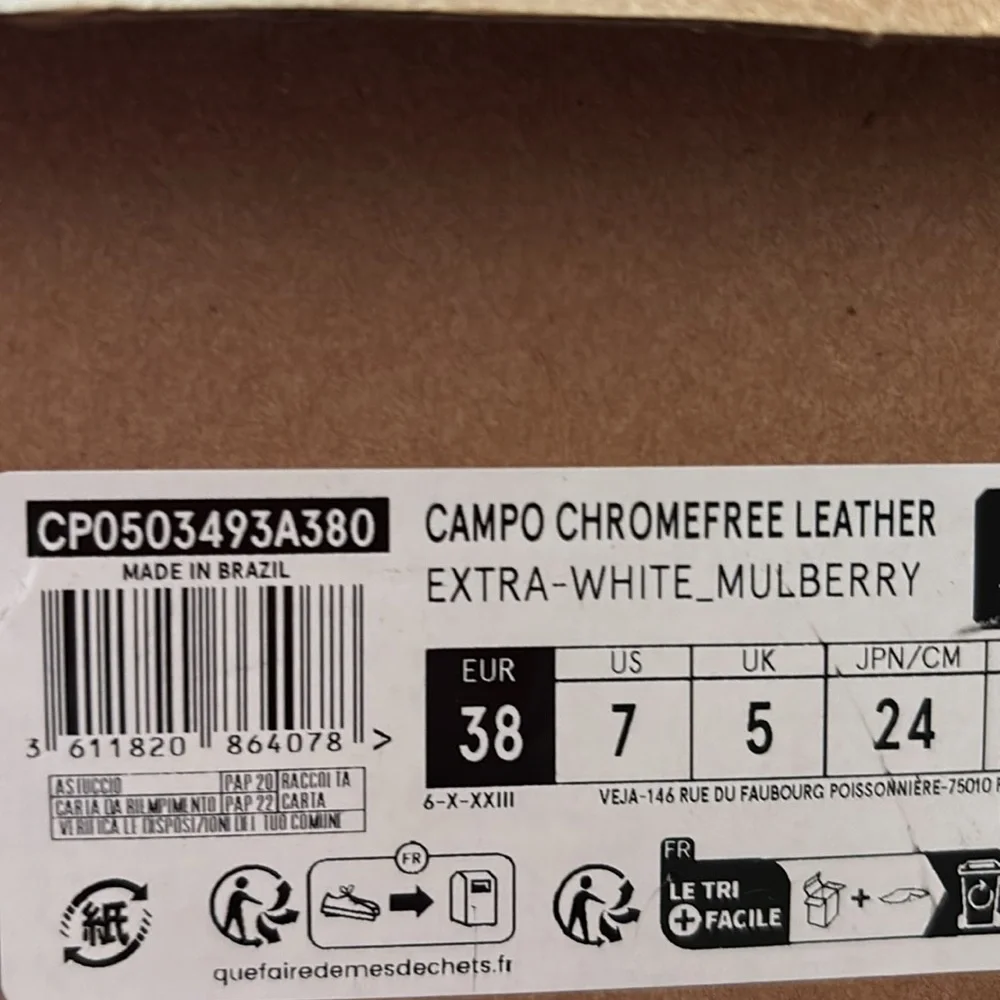 CP0503493A380
MADE IN BRAZIL
3 611820 864078 >
ASTUCCIO PAP 20 RACCOLTA
CARTA DA RIEMPIMENTO PAP 22 CARTA
VERIFICA LE DISPOSIZIONI DEL TUO COMUNE
CAMPO CHROMEFREE LEATHER
EXTRA-WHITE_MULBERRY
EUR US UK JPN/CM
38 7 5 24
6-X-XXIII VEJA-146 RUE DU FAUBOURG POISSONNIÈRE-75010
紙
FR
quefairedemesdechets.fr
FR
LE TRI
+ FACILE